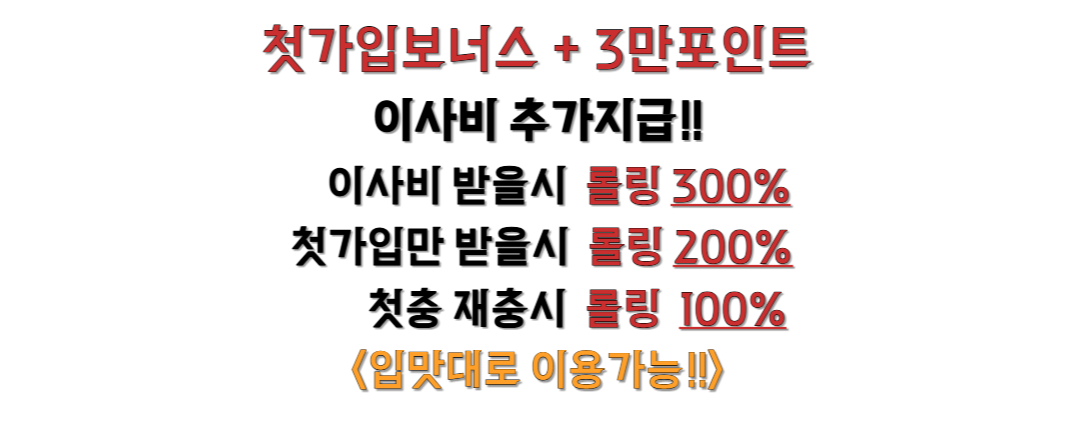 첫가입보너스 + 3만포인트
이사비 추가지급!!
이사비 받을시 롤링 300%
첫가입만 받을시 롤링 200%
첫충 재충시 롤링 100%
<입맛대로 이용가능!!>